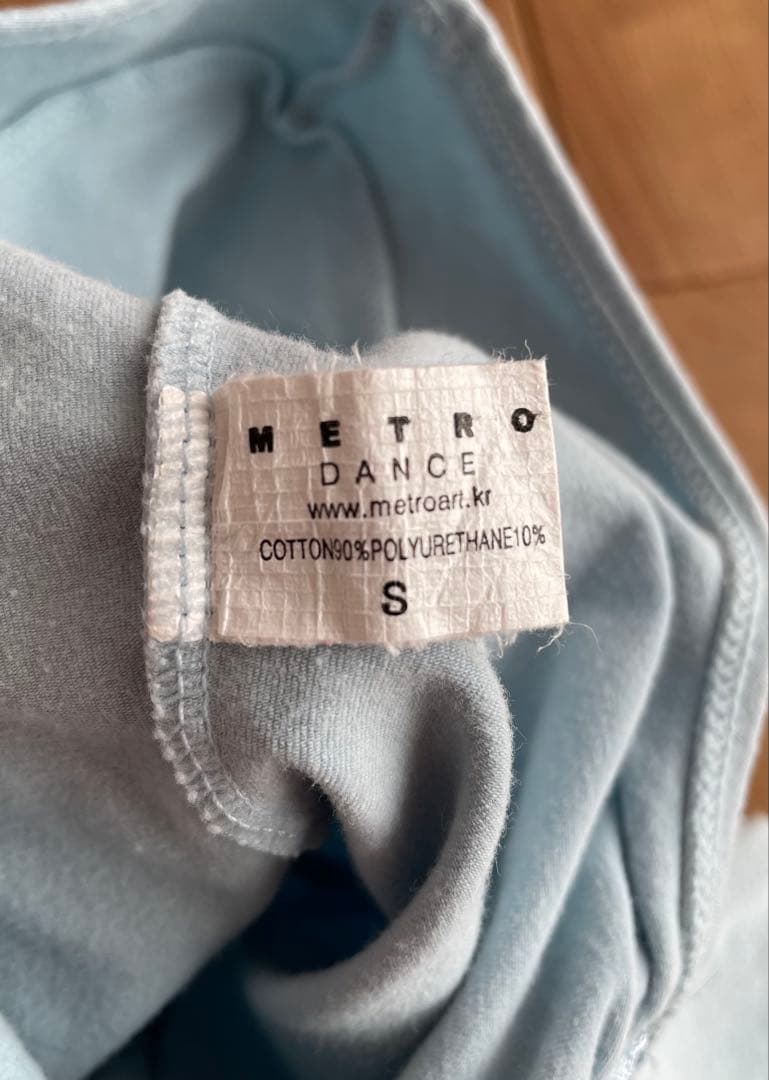 METRO
DANCE
www.metroart.kr
COTTON90%POLYURETHANE10%
S